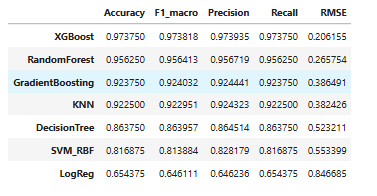 Accuracy F1_macro Precision Recall RMSE
XGBoost 0.973750 0.973818 0.973935 0.973750 0.206155
RandomForest 0.956250 0.956413 0.956719 0.956250 0.265754
GradientBoosting 0.923750 0.924032 0.924441 0.923750 0.386491
KNN 0.922500 0.922951 0.924323 0.922500 0.382426
DecisionTree 0.863750 0.863957 0.864514 0.863750 0.523211
SVM_RBF 0.816875 0.813884 0.828179 0.816875 0.553399
LogReg 0.654375 0.646111 0.646236 0.654375 0.846685